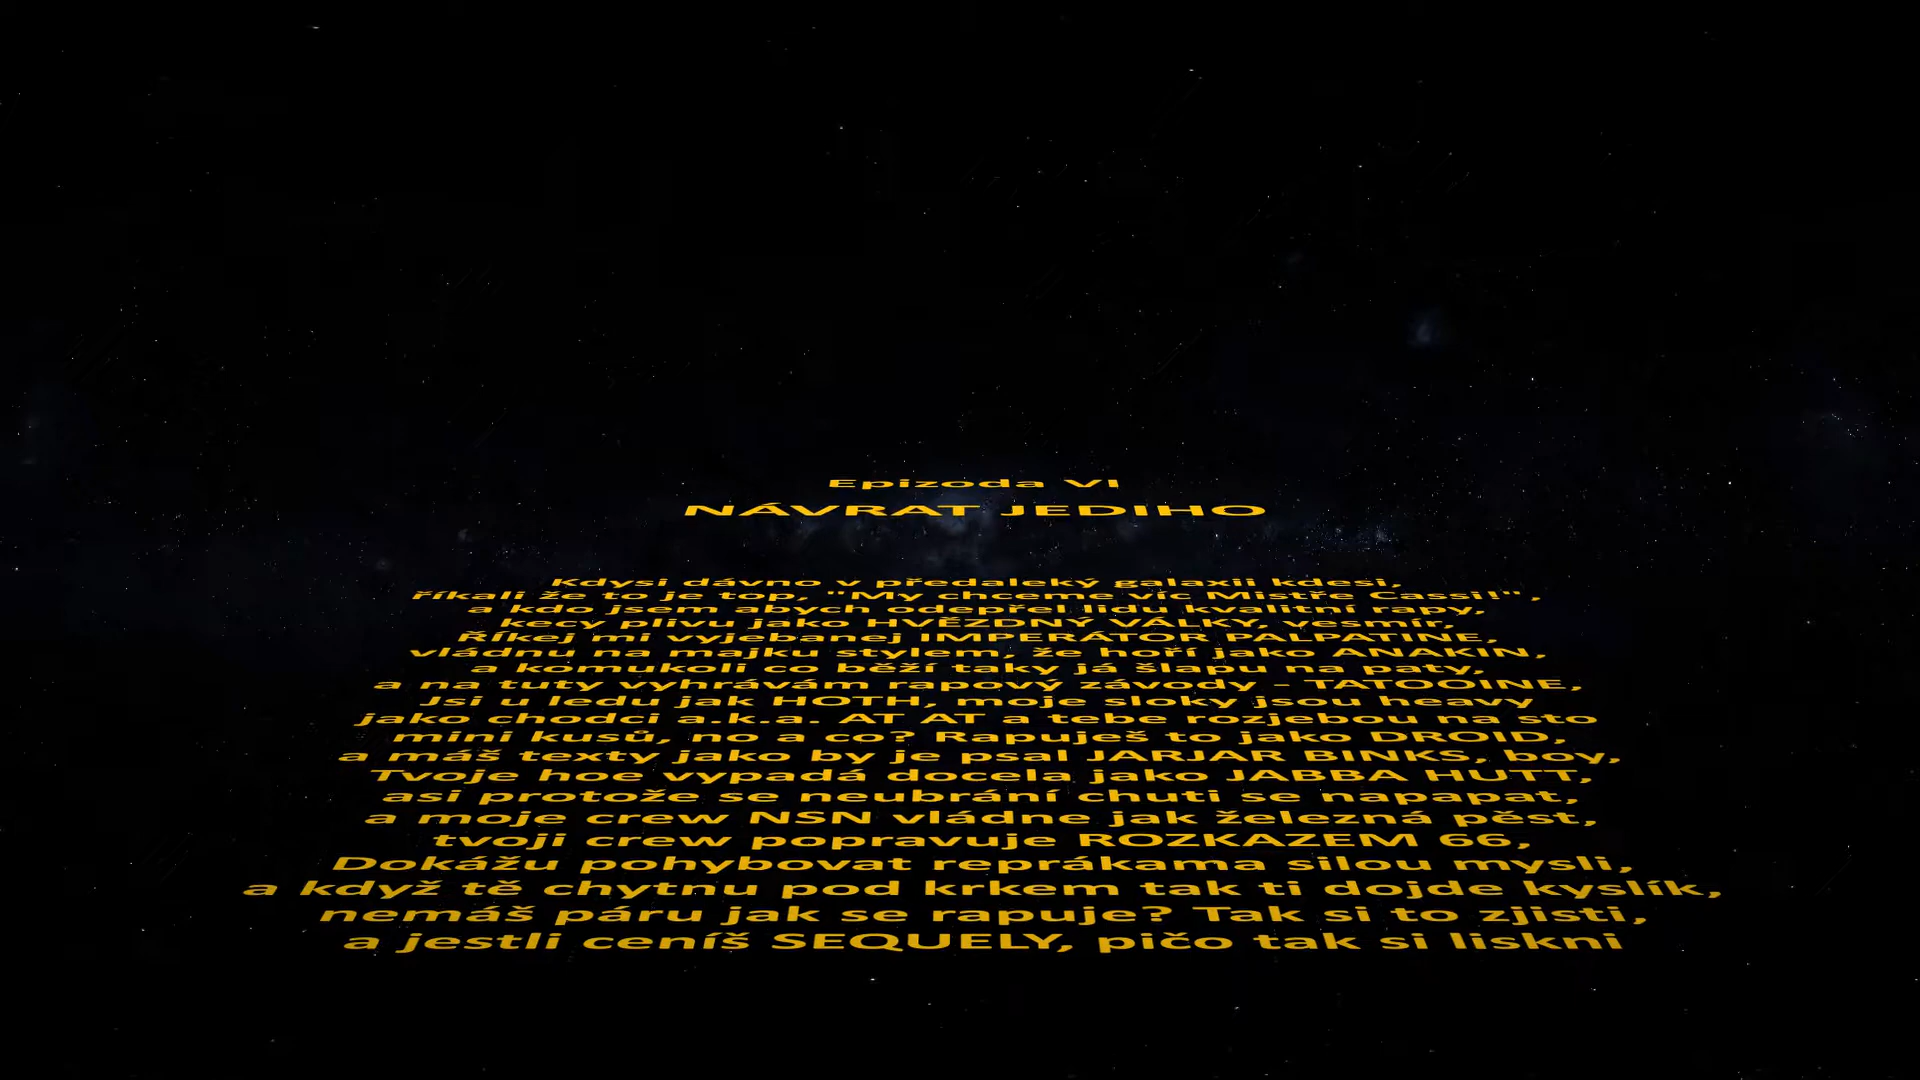 Epizoda VI
NÁVRAT JEDIHO
Kdysi dávno v předaleký galaxii kdesi,
říkali že to je top, "My chceme víc Mistře Cassi!",
a kdo jsem abych odepřel lidu kvalitní rapy,
kecy plivu jako HVĚZDNÝ VÁLKY, vesmír,
Říkej mi vyjebanej IMPERÁTOR PALPATINE,
vládnu na majku stylem, že hoří jako ANAKIN,
a komukoli co běží taky já šlapu na paty,
a na tuty vyhrávám rapový závody - TATOOINE,
Jsi u ledu jak HOTH, moje sloky jsou heavy
jako chodci a.k.a. AT AT a tebe rozjebou na sto
mini kusů, no a co? Rapuješ to jako DROID,
a máš texty jako by je psal JARJAR BINKS, boy,
Tvoje hoe vypadá docela jako JABBA HUTT,
asi protože se neubrání chuti se napapat,
a moje crew NSN vládne jak železná pěst,
tvoji crew popravuje ROZKAZEM 66,
Dokážu pohybovat reprákama silou mysli,
a když tě chytnu pod krkem tak ti dojde kyslík,
nemáš páru jak se rapuje? Tak si to zjisti,
a jestli ceníš SEQUELY, pičo tak si liskni